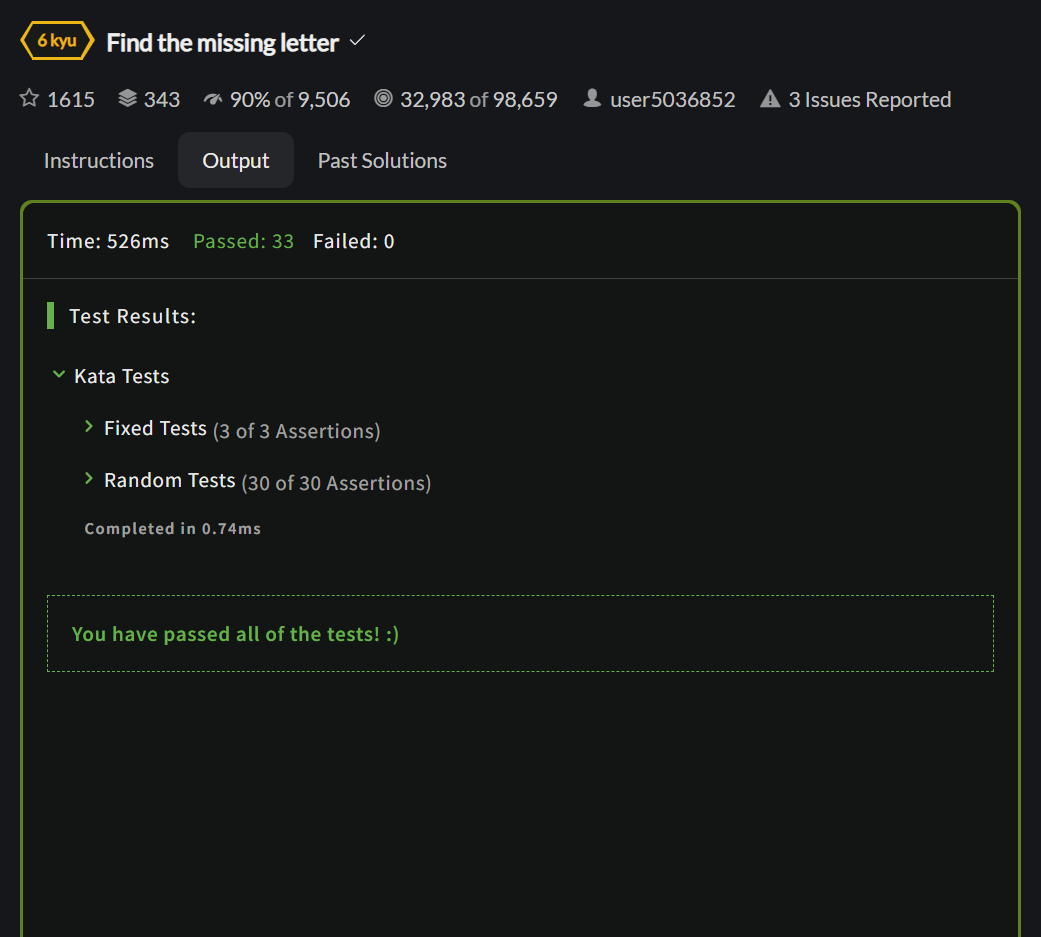 6 kyu Find the missing letter
1615 343 90% of 9,506 32,983 of 98,659 user5036852 3 Issues Reported
Instructions Output Past Solutions
Time: 526ms Passed: 33 Failed: 0
Test Results:
Kata Tests
Fixed Tests (3 of 3 Assertions)
Random Tests (30 of 30 Assertions)
Completed in 0.74ms
You have passed all of the tests! :)